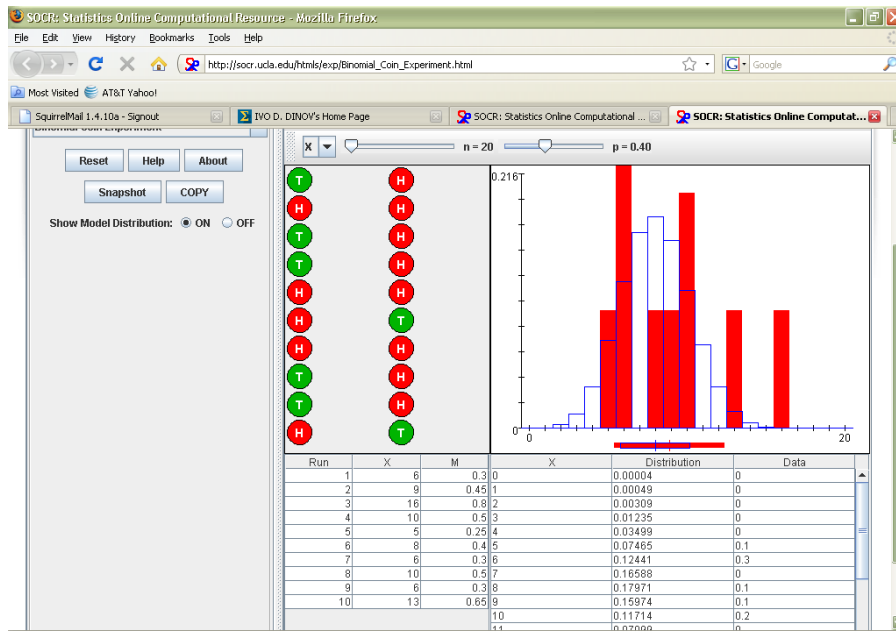 SOCR: Statistics Online Computational Resource - Mozilla Firefox
File Edit View History Bookmarks Tools Help
http://socr.ucla.edu/htmls/exp/Binomial_Coin_Experiment.html
G Google
Most Visited AT&T Yahoo!
SquirrelMail 1.4.10a - Signout
IVO D. DINOV's Home Page
SOCR: Statistics Online Computational ...
SOCR: Statistics Online Computat...
Binomial Coin Experiment
Reset Help About
Snapshot COPY
Show Model Distribution: ON OFF
X n = 20 p = 0.40
T H
H H
T H
T H
H H
H T
H H
T H
T H
H T
0.216
0
0 20
Run X M X Distribution Data
1 6 0.3 0 0.00004 0
2 9 0.45 1 0.00049 0
3 16 0.8 2 0.00309 0
4 10 0.5 3 0.01235 0
5 5 0.25 4 0.03499 0
6 8 0.4 5 0.07465 0.1
7 6 0.3 6 0.12441 0.3
8 10 0.5 7 0.16588 0
9 6 0.3 8 0.17971 0.1
10 13 0.65 9 0.15974 0.1
10 0.11714 0.2
11 0.07099 0.1